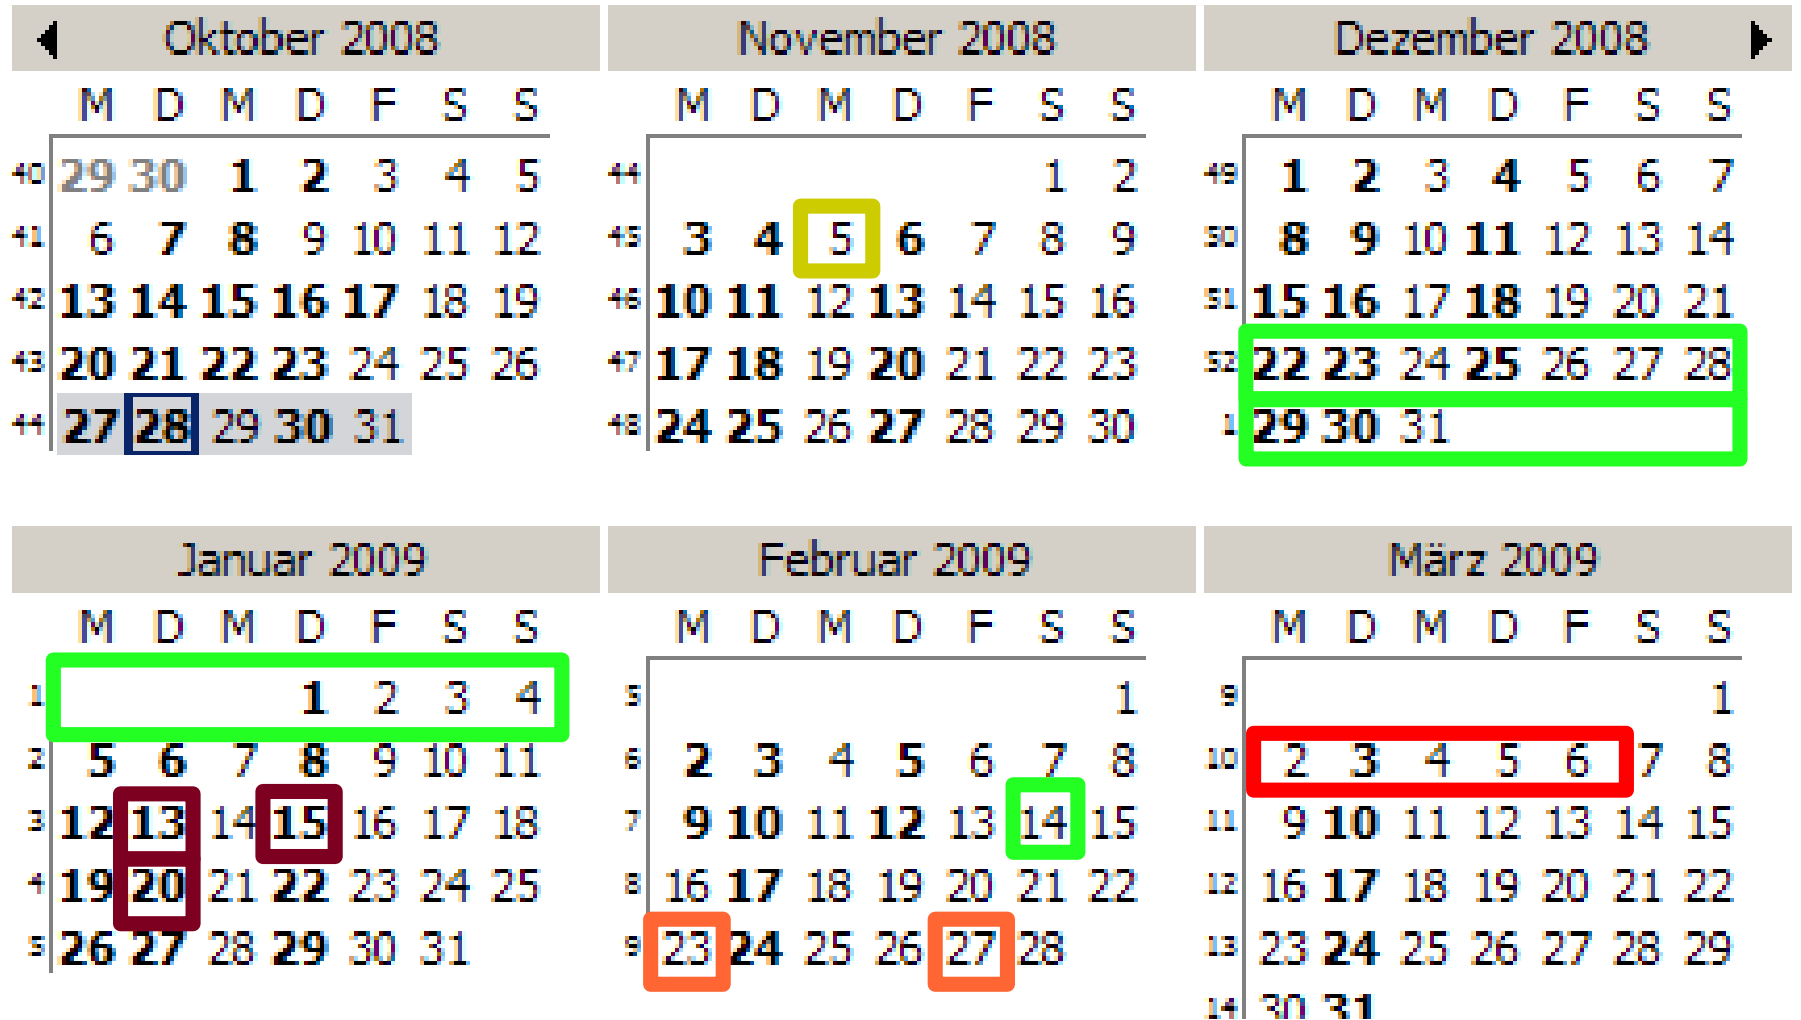 Oktober 2008 November 2008 Dezember 2008
M D M D F S S M D M D F S S M D M D F S S
40 29 30 1 2 3 4 5 44 1 2 49 1 2 3 4 5 6 7
41 6 7 8 9 10 11 12 45 3 4 5 6 7 8 9 50 8 9 10 11 12 13 14
42 13 14 15 16 17 18 19 46 10 11 12 13 14 15 16 51 15 16 17 18 19 20 21
43 20 21 22 23 24 25 26 47 17 18 19 20 21 22 23 52 22 23 24 25 26 27 28
44 27 28 29 30 31 48 24 25 26 27 28 29 30 1 29 30 31
Januar 2009 Februar 2009 März 2009
M D M D F S S M D M D F S S M D M D F S S
1 1 2 3 4 5 1 9 1
2 5 6 7 8 9 10 11 6 2 3 4 5 6 7 8 10 2 3 4 5 6 7 8
3 12 13 14 15 16 17 18 7 9 10 11 12 13 14 15 11 9 10 11 12 13 14 15
4 19 20 21 22 23 24 25 8 16 17 18 19 20 21 22 12 16 17 18 19 20 21 22
5 26 27 28 29 30 31 9 23 24 25 26 27 28 13 23 24 25 26 27 28 29
14 30 31